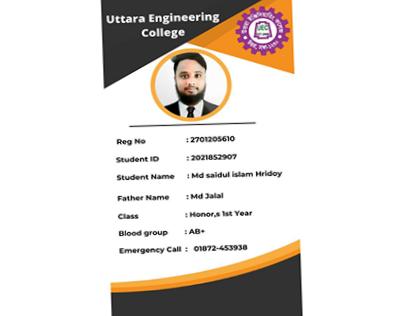 Uttara Engineering
College
UEC
Reg No : 2701205610
Student ID : 2021852907
Student Name : Md saidul islam Hridoy
Father Name : Md Jalal
Class : Honor,s 1st Year
Blood group : AB+
Emergency Call : 01872-453938